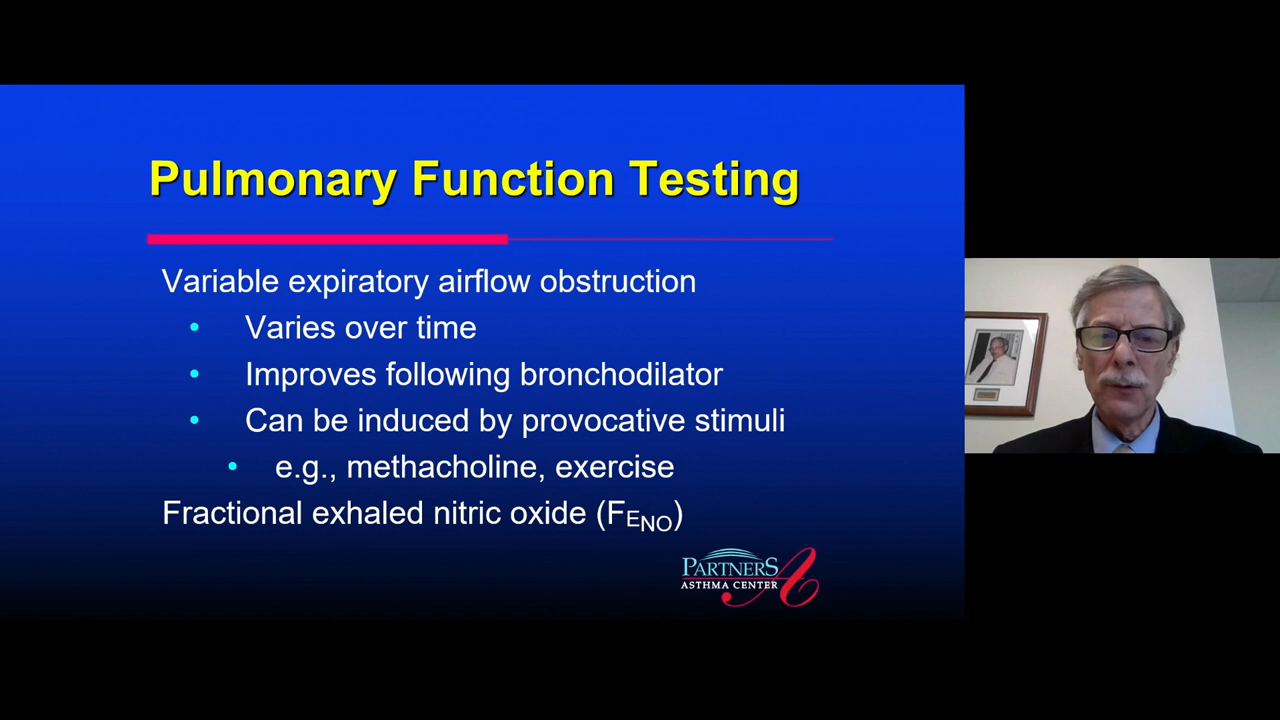 Pulmonary Function Testing
Variable expiratory airflow obstruction
• Varies over time
• Improves following bronchodilator
• Can be induced by provocative stimuli
• e.g., methacholine, exercise
Fractional exhaled nitric oxide (FENO)
PARTNERS
ASTHMA CENTER